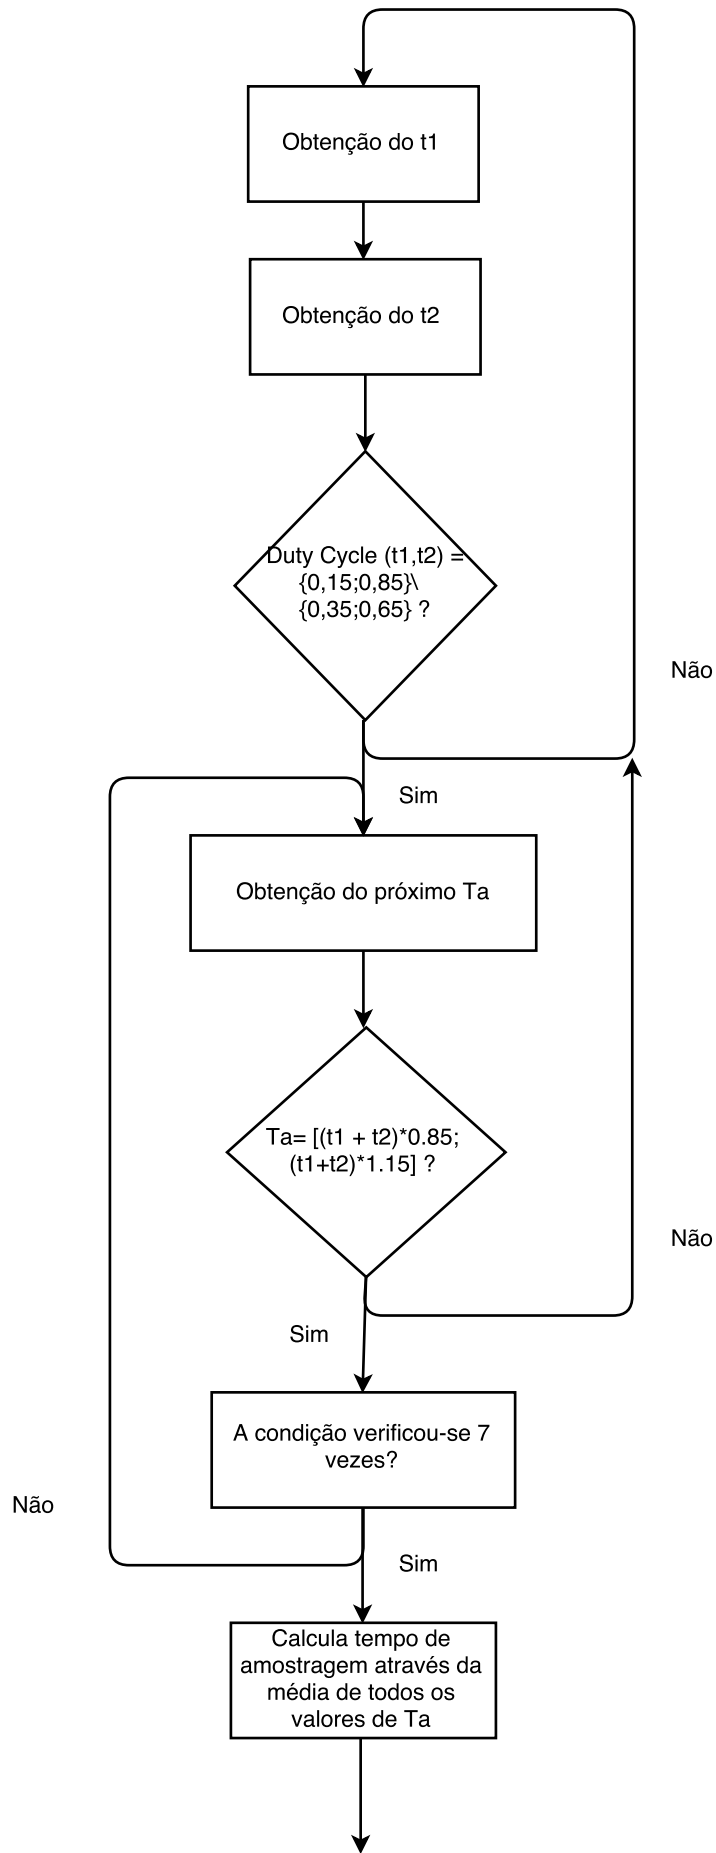 Obtenção do t1
Obtenção do t2
Duty Cycle (t1,t2) =
{0,15;0,85}\
{0,35;0,65} ?
Não
Sim
Obtenção do próximo Ta
Ta= [(t1 + t2)*0.85;
(t1+t2)*1.15] ?
Não
Sim
A condição verificou-se 7
vezes?
Não
Sim
Calcula tempo de
amostragem através da
média de todos os
valores de Ta